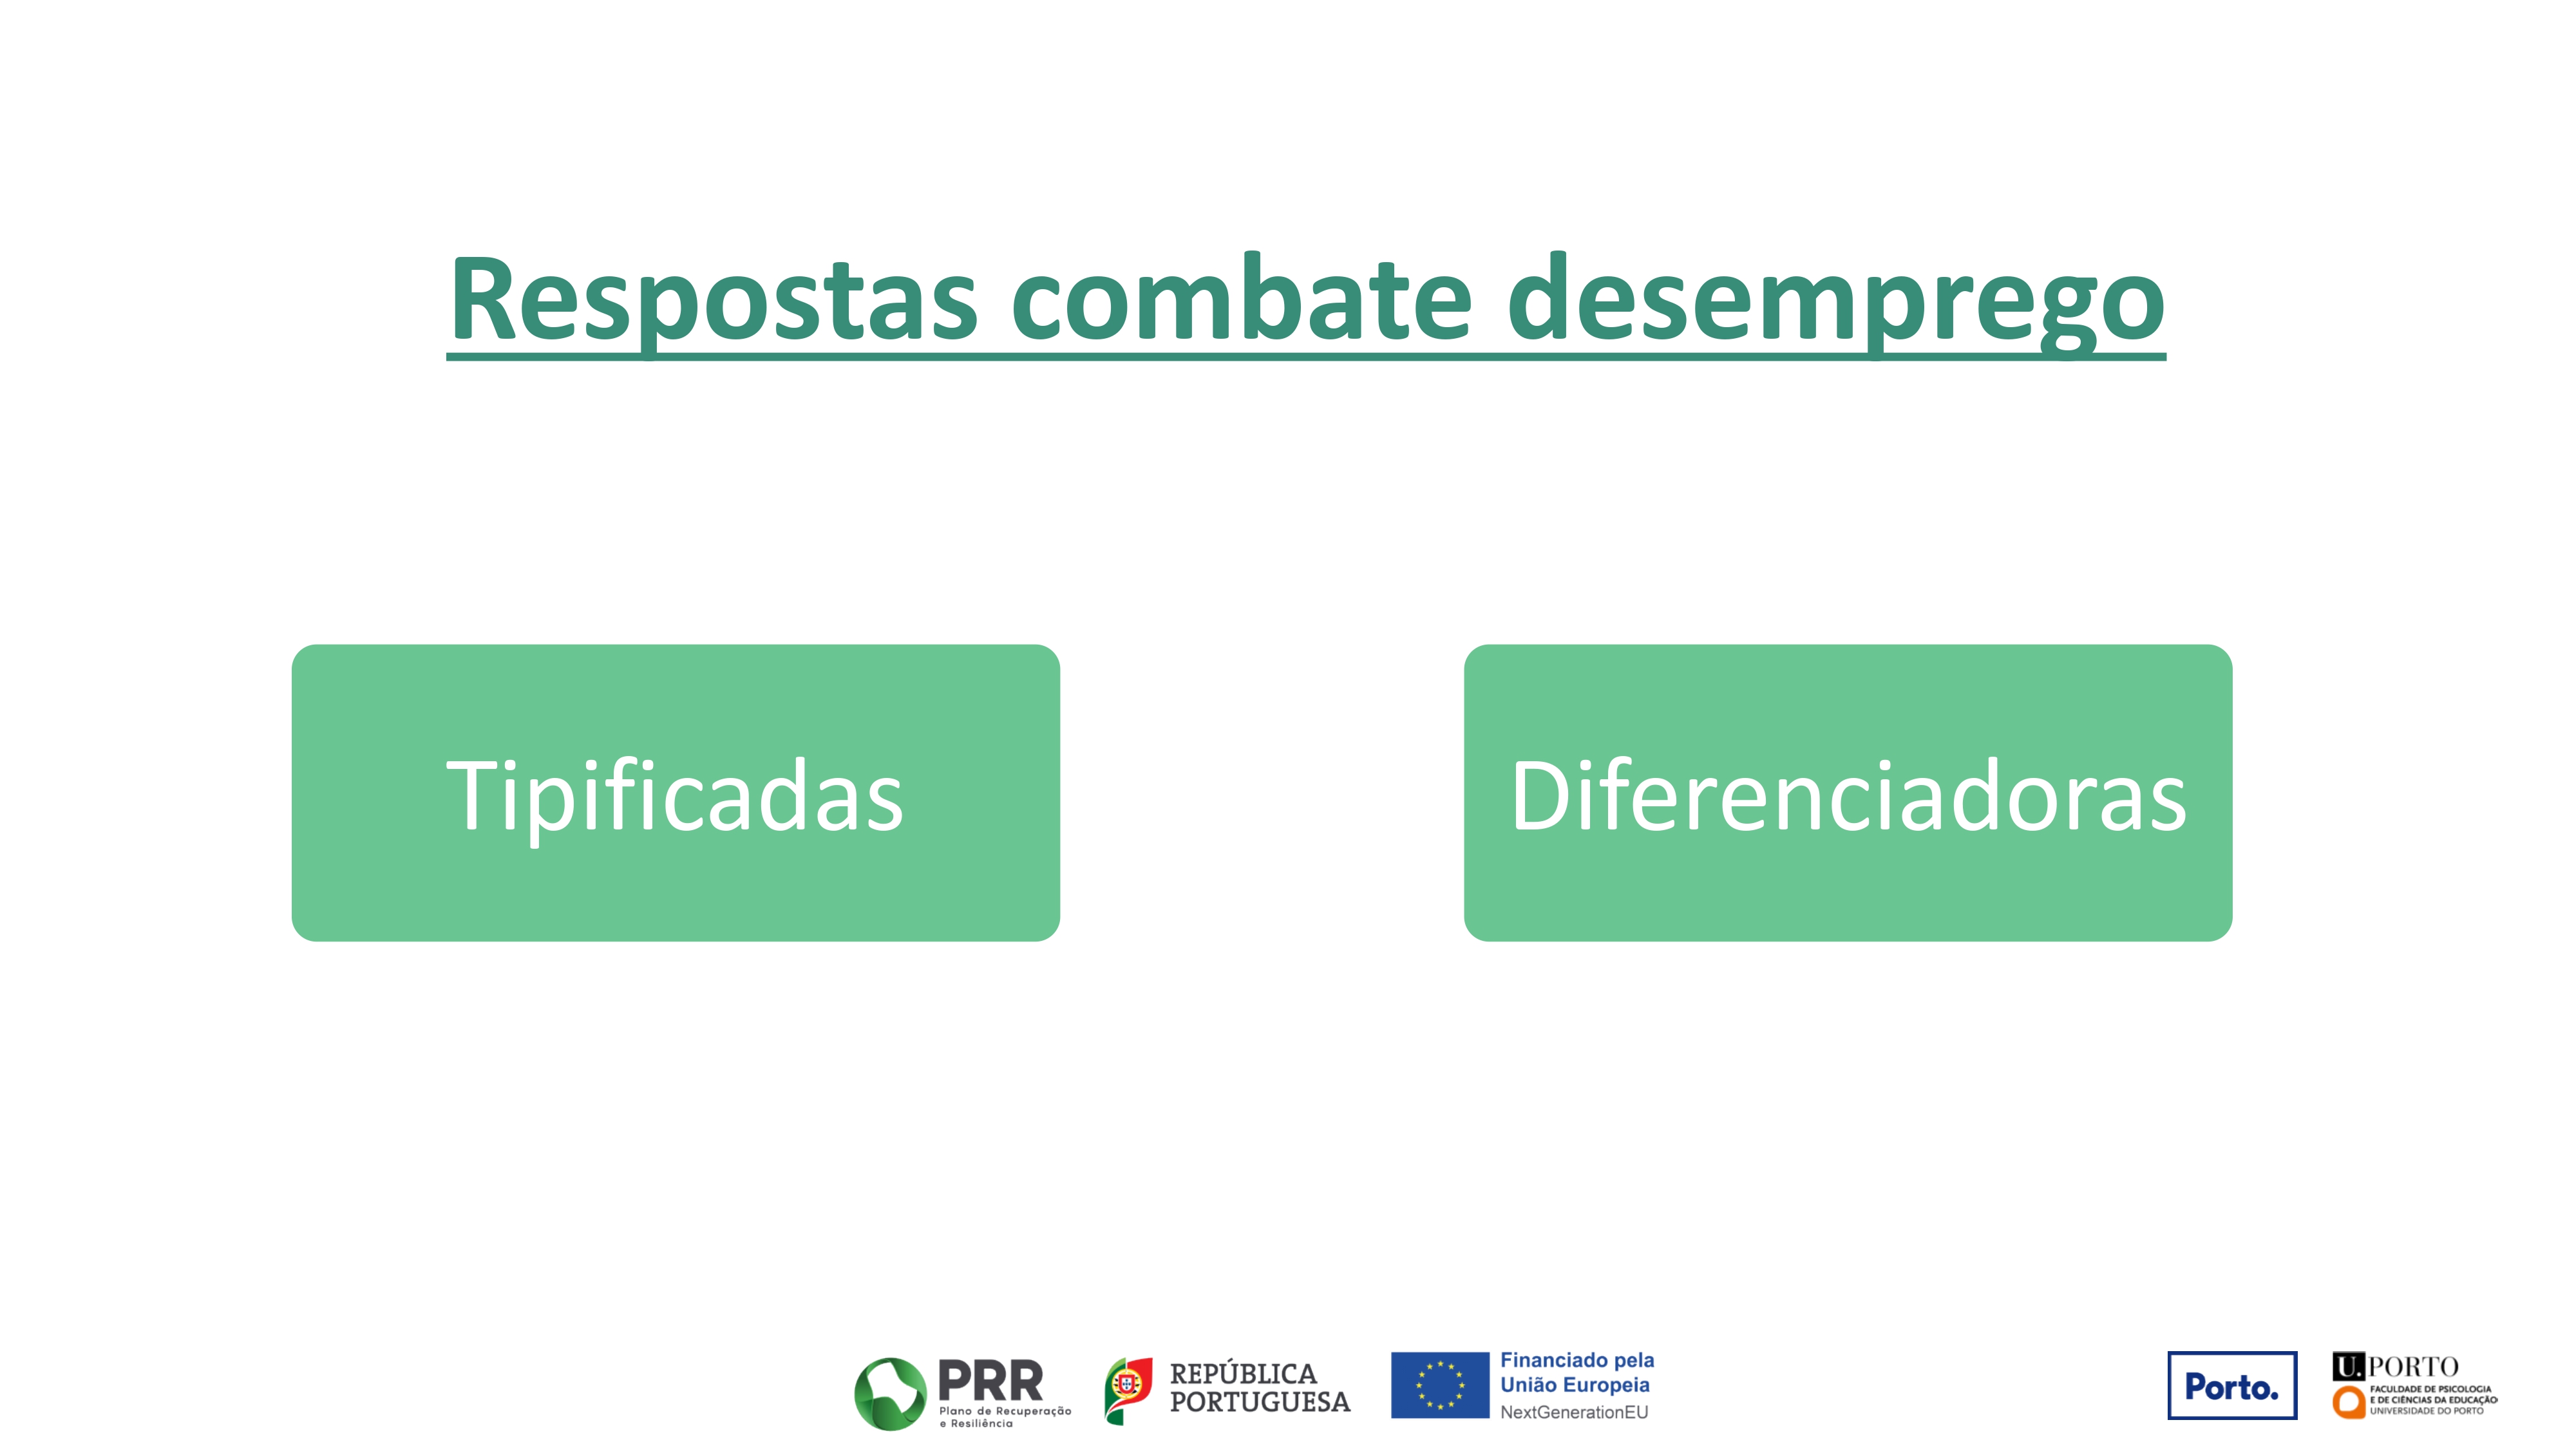 Respostas combate desemprego
Tipificadas
Diferenciadoras
PRR
Plano de Recuperação
e Resiliência
REPÚBLICA
PORTUGUESA
Financiado pela
União Europeia
NextGenerationEU
Porto.
U.PORTO
FACULDADE DE PSICOLOGIA
E DE CIÊNCIAS DA EDUCAÇÃO
UNIVERSIDADE DO PORTO